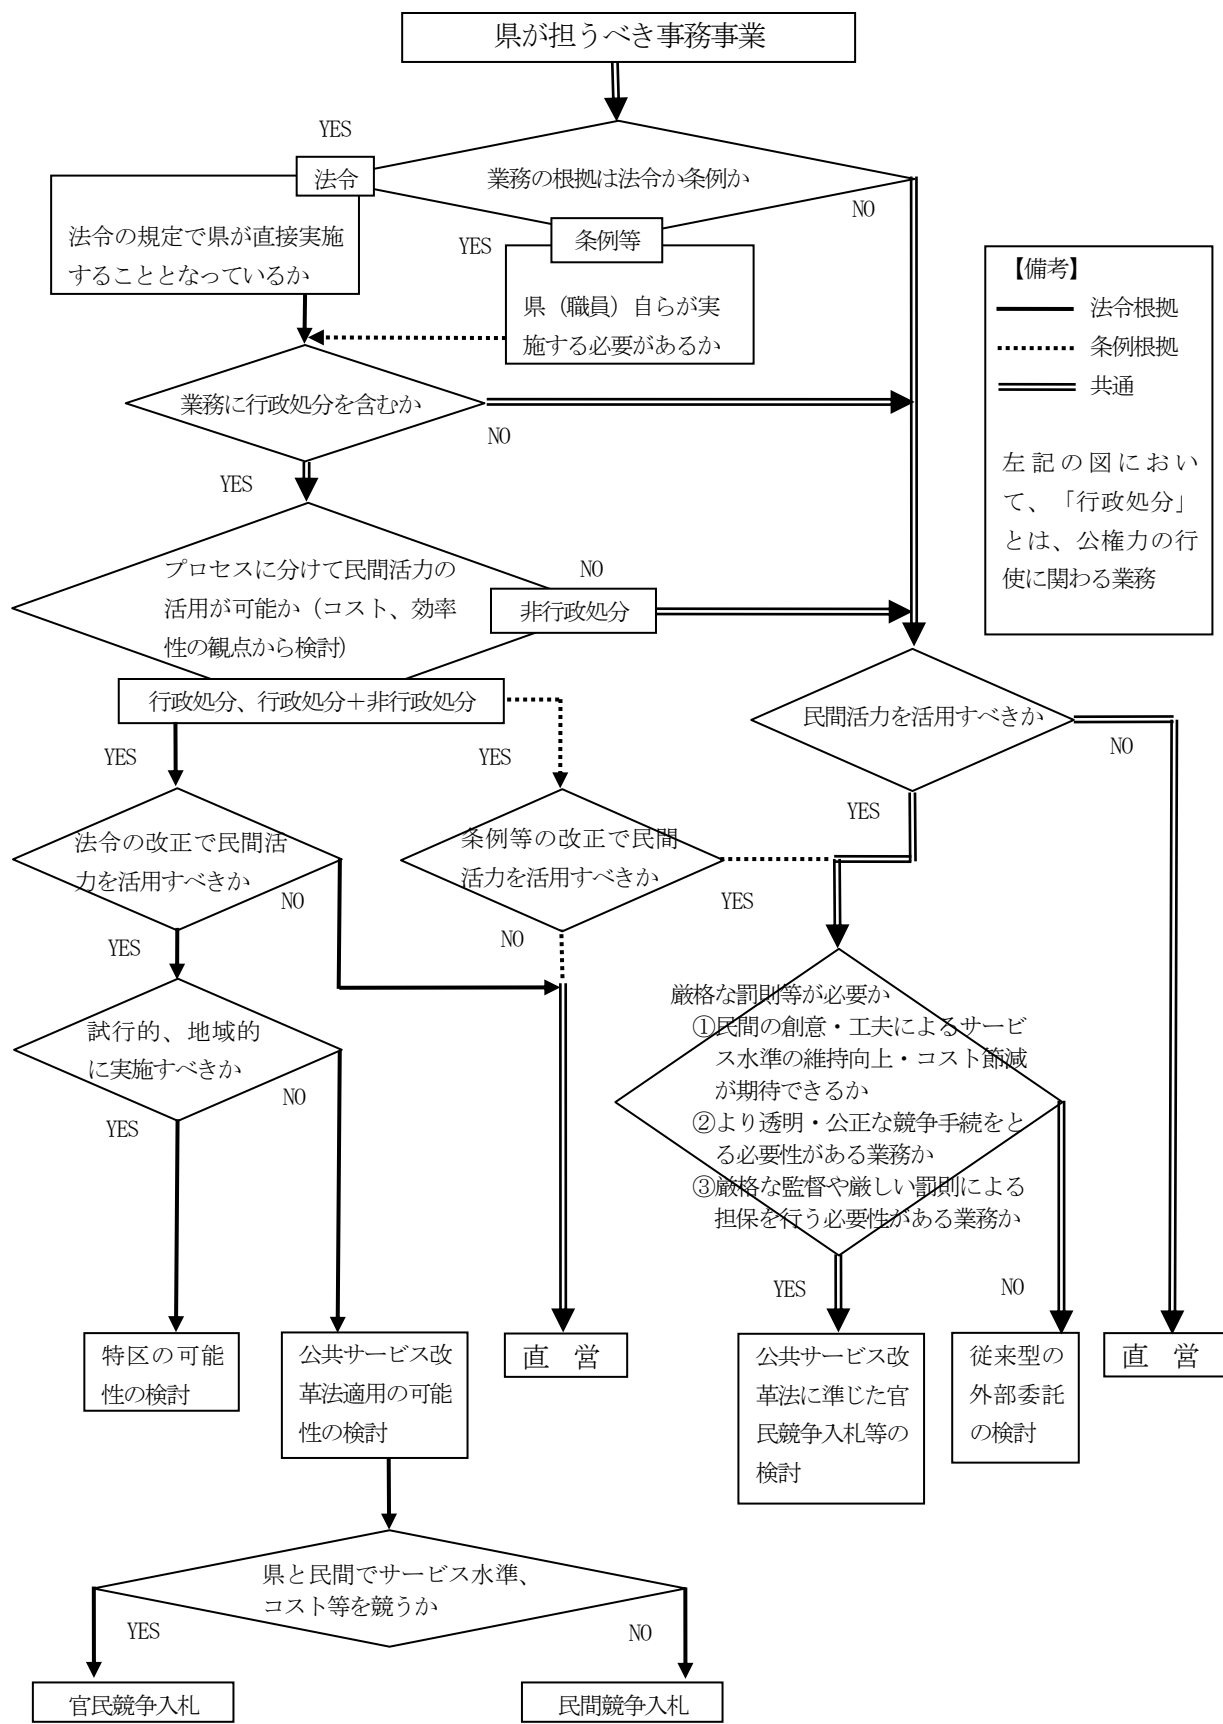 県が担うべき事務事業
YES
法令
業務の根拠は法令か条例か
NO
法令の規定で県が直接実施
することとなっているか
YES
条例等
県（職員）自らが実
施する必要があるか
【備考】
法令根拠
条例根拠
共通
左記の図におい
て、「行政処分」
とは、公権力の行
使に関わる業務
業務に行政処分を含むか
NO
YES
プロセスに分けて民間活力の
活用が可能か（コスト、効率
性の観点から検討）
NO
非行政処分
行政処分、行政処分＋非行政処分
民間活力を活用すべきか
NO
YES
YES
YES
法令の改正で民間活
力を活用すべきか
NO
YES
条例等の改正で民間
活力を活用すべきか
YES
NO
試行的、地域的
に実施すべきか
NO
YES
厳格な罰則等が必要か
①民間の創意・工夫によるサービ
ス水準の維持向上・コスト節減
が期待できるか
②より透明・公正な競争手続をと
る必要性がある業務か
③厳格な監督や厳しい罰則による
担保を行う必要性がある業務か
YES
NO
特区の可能
性の検討
公共サービス改
革法適用の可能
性の検討
直　営
公共サービス改
革法に準じた官
民競争入札等の
検討
従来型の
外部委託
の検討
直　営
県と民間でサービス水準、
コスト等を競うか
YES
NO
官民競争入札
民間競争入札